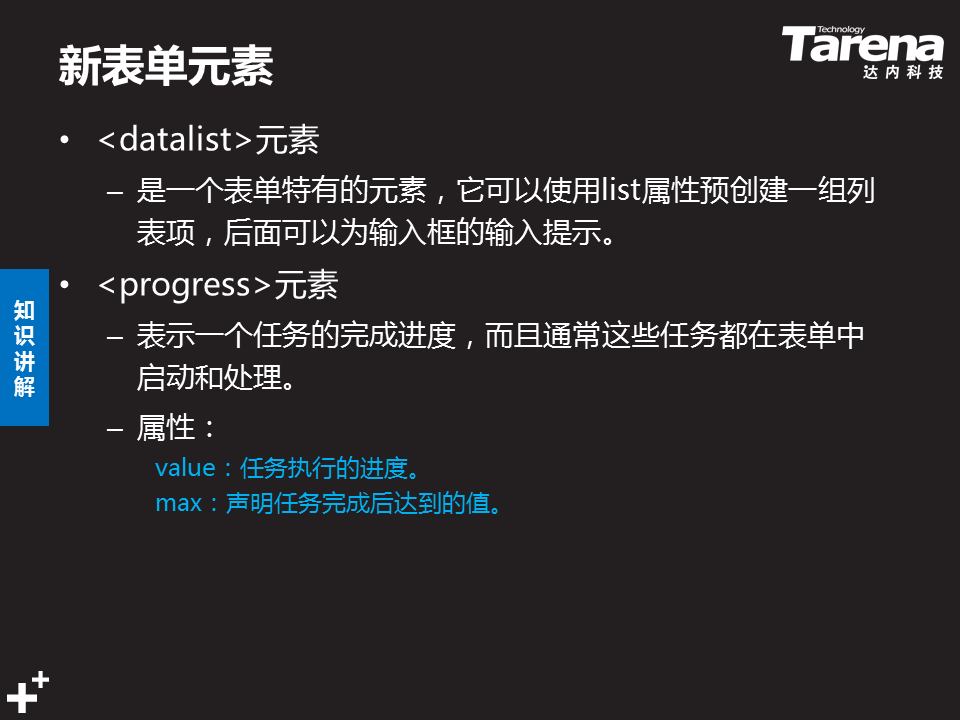 新表单元素
Technology
Tarena
达内科技
• <datalist>元素
– 是一个表单特有的元素，它可以使用list属性预创建一组列
表项，后面可以为输入框的输入提示。
• <progress>元素
– 表示一个任务的完成进度，而且通常这些任务都在表单中
启动和处理。
– 属性：
value：任务执行的进度。
max：声明任务完成后达到的值。
知
识
讲
解